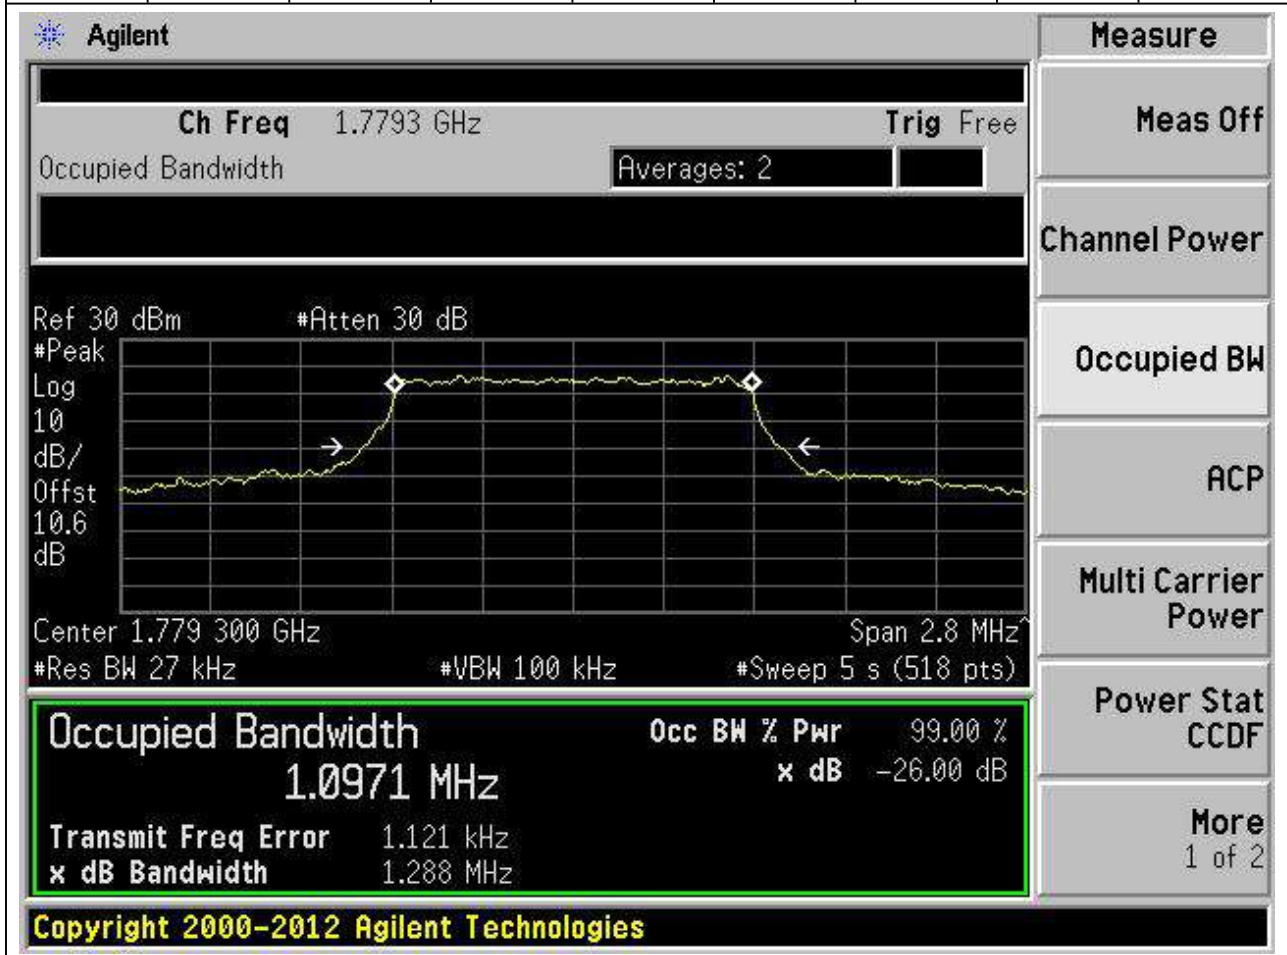 Agilent
Measure
Ch Freq 1.7793 GHz Trig Free
Occupied Bandwidth Averages: 2
Meas Off
Channel Power
Occupied BW
ACP
Multi Carrier
Power
Power Stat
CCDF
More
1 of 2
Ref 30 dBm #Atten 30 dB
#Peak
Log
10
dB/
Offst
10.6
dB
Center 1.779 300 GHz Span 2.8 MHz^
#Res BW 27 kHz #VBW 100 kHz #Sweep 5 s (518 pts)
Occupied Bandwidth Occ BW % Pwr 99.00 %
1.0971 MHz x dB -26.00 dB
Transmit Freq Error 1.121 kHz
x dB Bandwidth 1.288 MHz
Copyright 2000-2012 Agilent Technologies